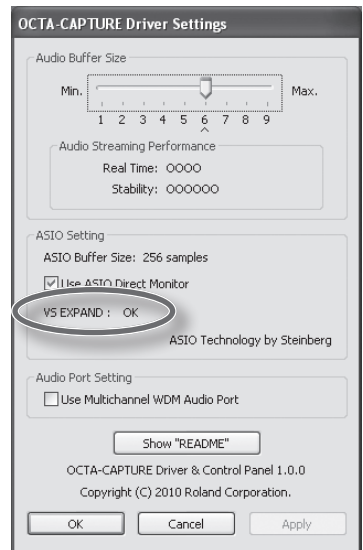 OCTA-CAPTURE Driver Settings
Audio Buffer Size
Min. Max.
1 2 3 4 5 6 7 8 9
Audio Streaming Performance
Real Time: OOOO
Stability: OOOOOO
ASIO Setting
ASIO Buffer Size: 256 samples
Use ASIO Direct Monitor
VS EXPAND : OK
ASIO Technology by Steinberg
Audio Port Setting
Use Multichannel WDM Audio Port
Show "README"
OCTA-CAPTURE Driver & Control Panel 1.0.0
Copyright (C) 2010 Roland Corporation.
OK Cancel Apply